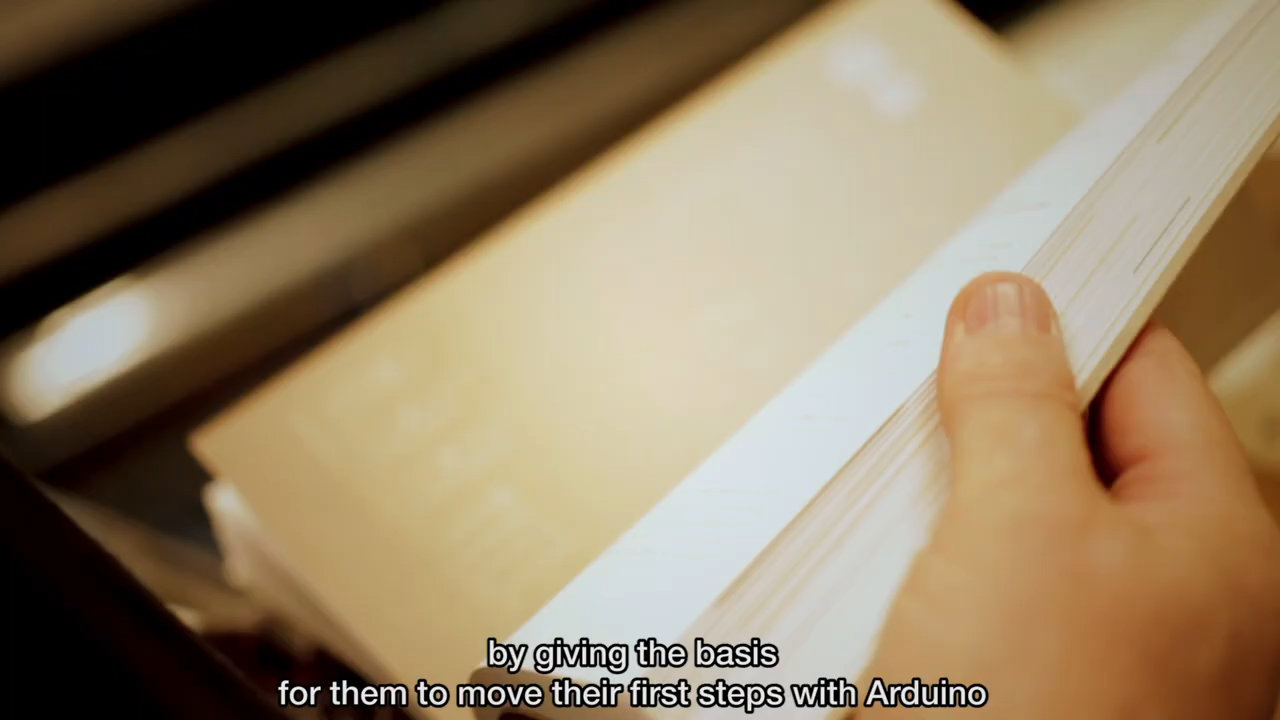 by giving the basis
for them to move their first steps with Arduino